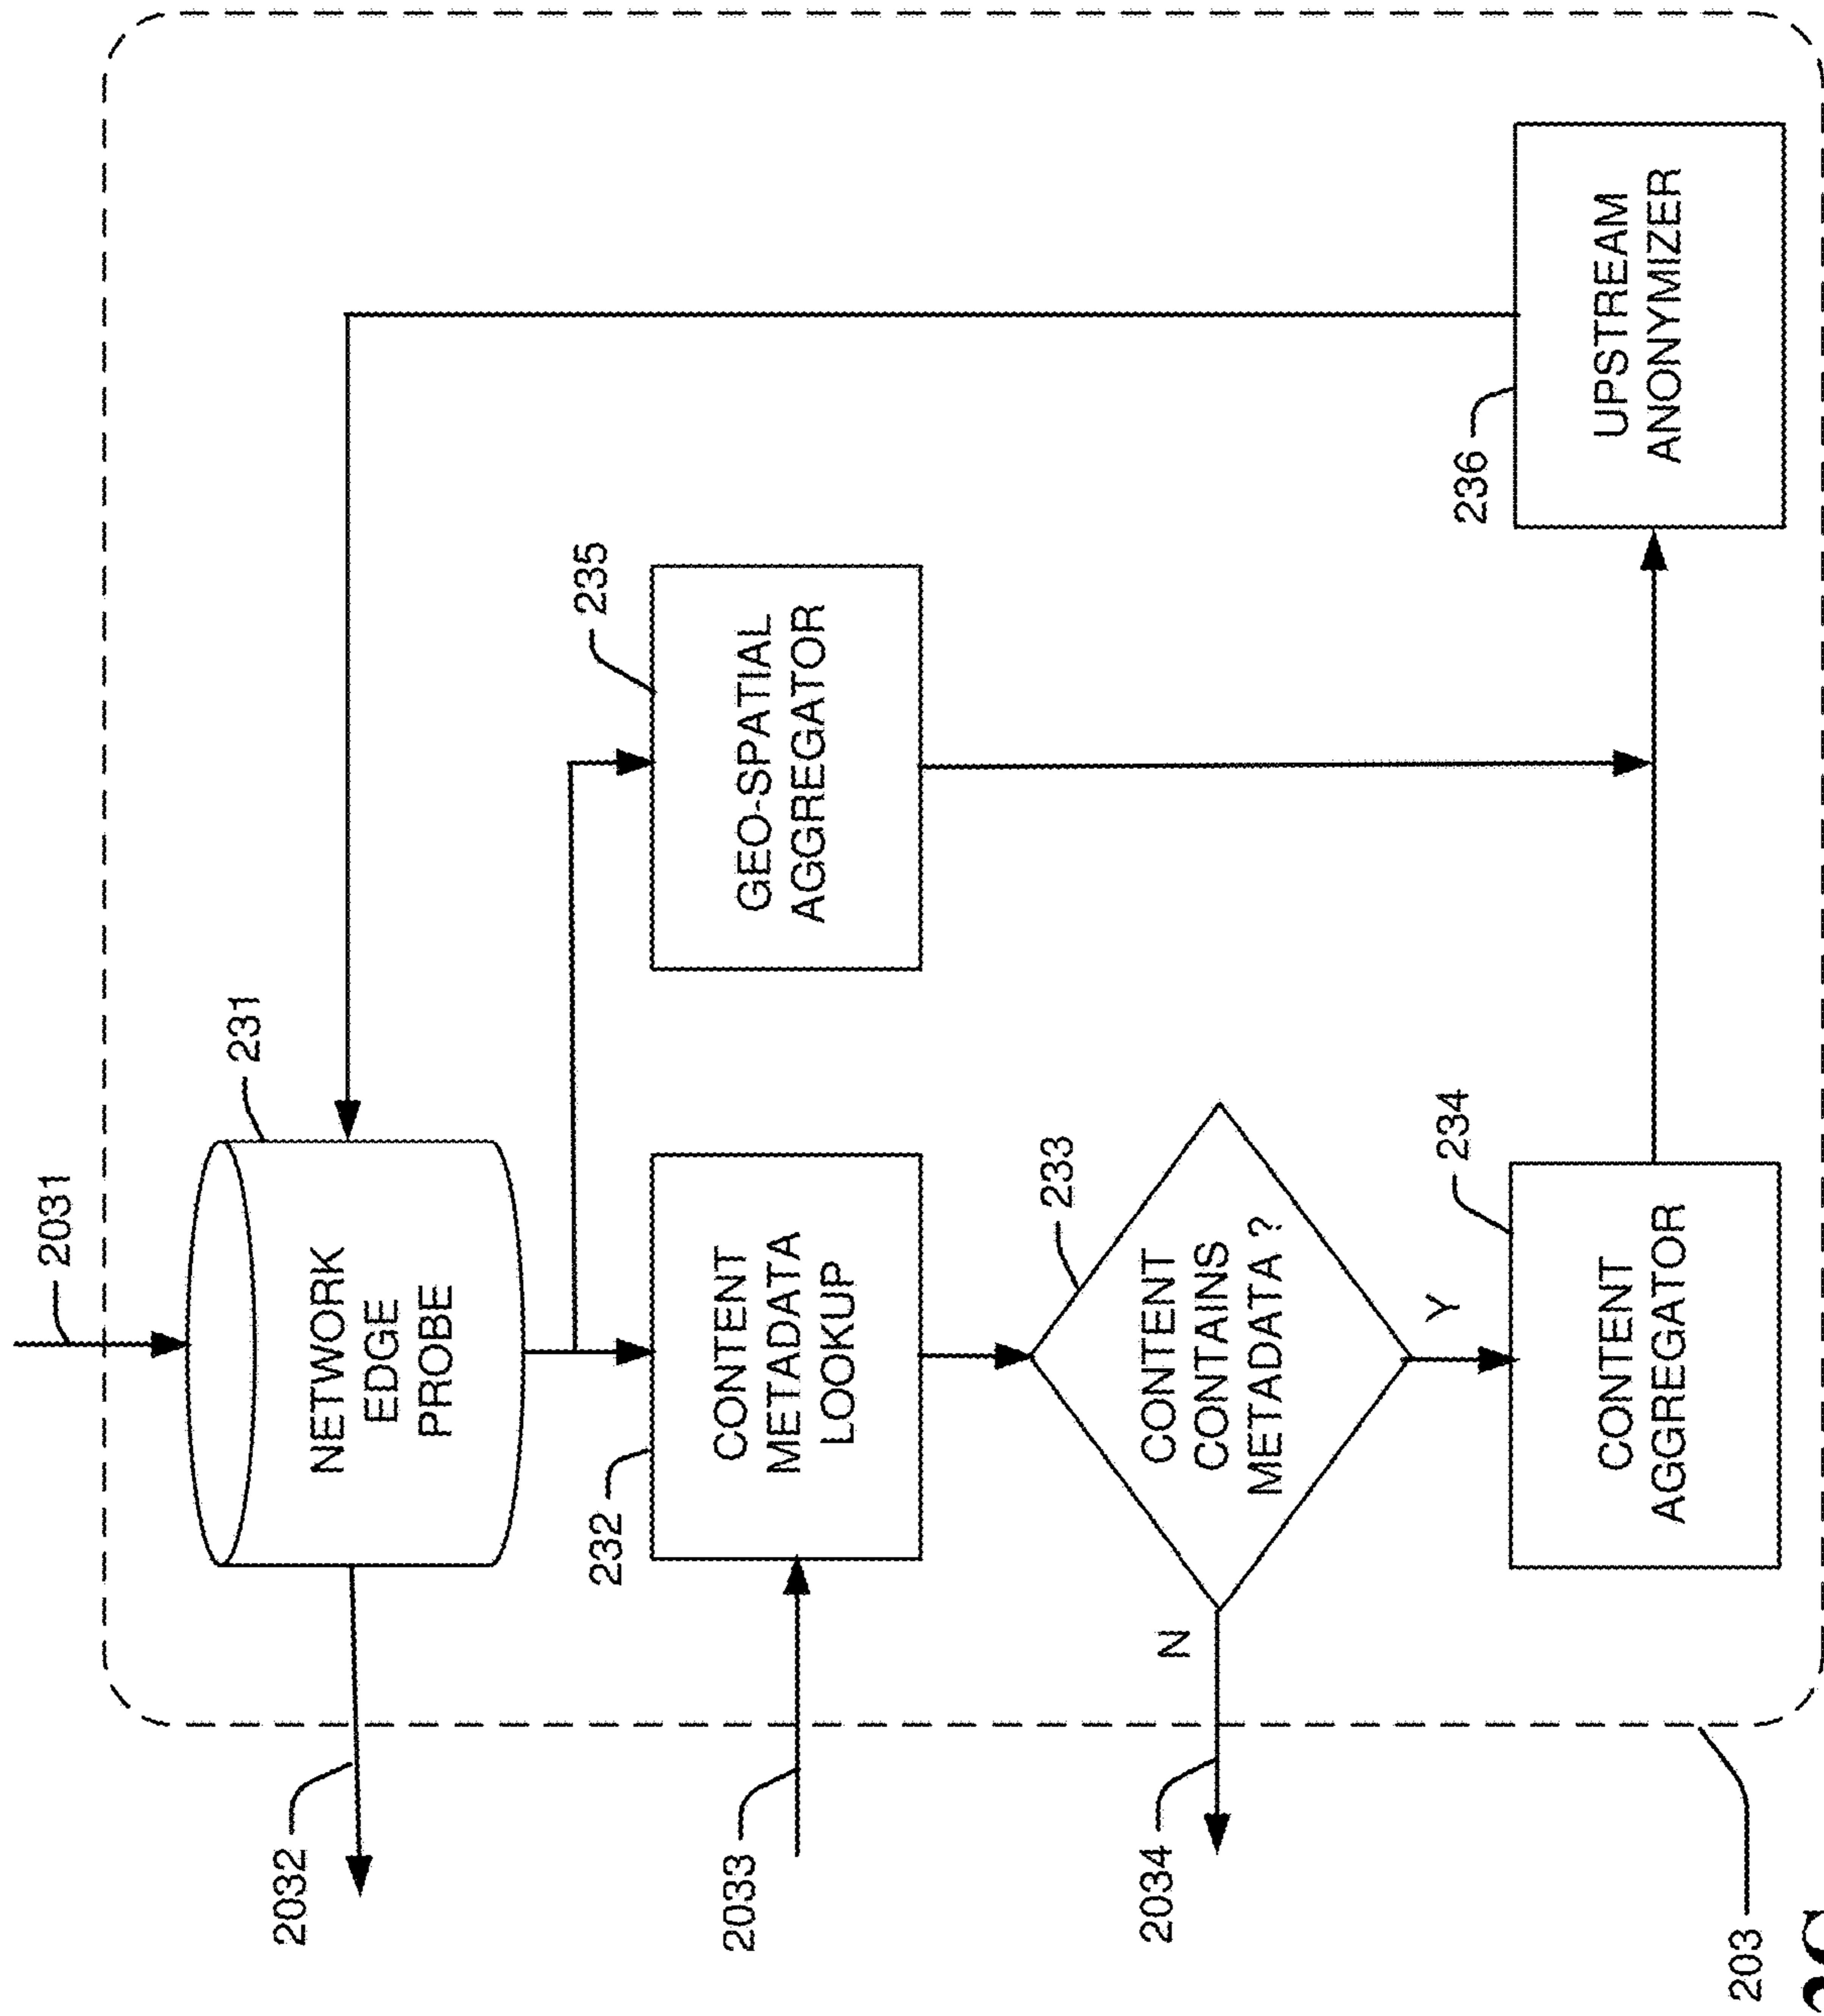 2031
231
2032
NETWORK
EDGE
PROBE
232
235
2033
CONTENT
METADATA
LOOKUP
GEO-SPATIAL
AGGREGATOR
233
2034
N
CONTENT
CONTAINS
METADATA ?
Y
234
236
CONTENT
AGGREGATOR
UPSTREAM
ANONYMIZER
203